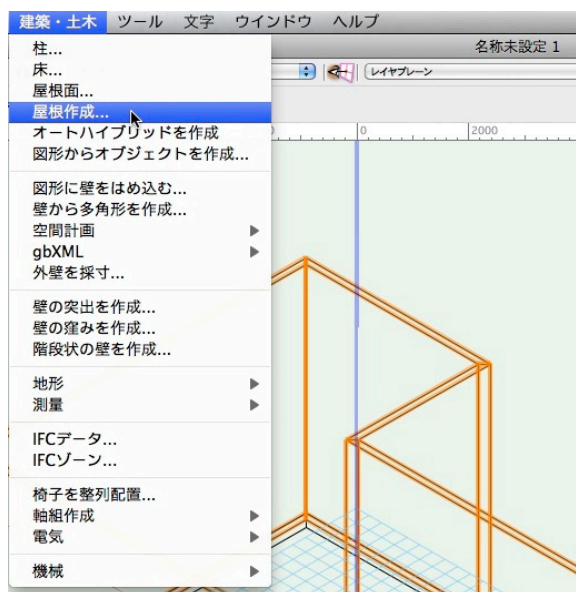 建築・土木 ツール 文字 ウインドウ ヘルプ
名称未設定 1
柱...
床...
屋根面...
屋根作成...
オートハイブリッドを作成
図形からオブジェクトを作成...
図形に壁をはめ込む...
壁から多角形を作成...
空間計画
gbXML
外壁を採寸...
壁の突出を作成...
壁の窪みを作成...
階段状の壁を作成...
地形
測量
IFCデータ...
IFCゾーン...
椅子を整列配置...
軸組作成
電気
機械
レイヤプレーン
0 2000